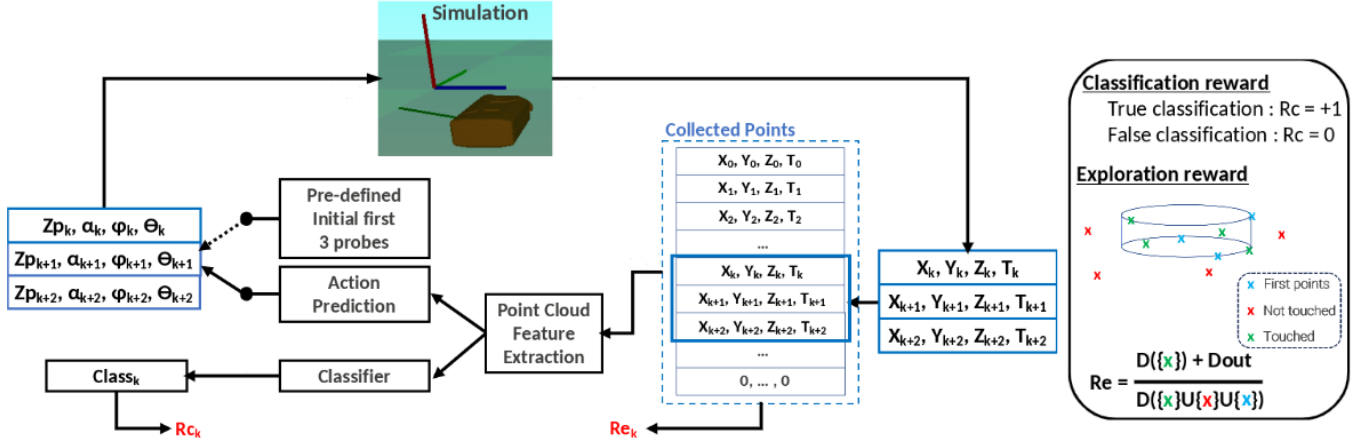 Simulation
Zpₖ, αₖ, φₖ, Θₖ
Zpₖ₊₁, αₖ₊₁, φₖ₊₁, Θₖ₊₁
Zpₖ₊₂, αₖ₊₂, φₖ₊₂, Θₖ₊₂
Pre-defined
Initial first
3 probes
Action
Prediction
Classifier
Classₖ
Rcₖ
Point Cloud
Feature
Extraction
Collected Points
X₀, Y₀, Z₀, T₀
X₁, Y₁, Z₁, T₁
X₂, Y₂, Z₂, T₂
...
Xₖ, Yₖ, Zₖ, Tₖ
Xₖ₊₁, Yₖ₊₁, Zₖ₊₁, Tₖ₊₁
Xₖ₊₂, Yₖ₊₂, Zₖ₊₂, Tₖ₊₂
...
0, ... , 0
Reₖ
Xₖ, Yₖ, Zₖ, Tₖ
Xₖ₊₁, Yₖ₊₁, Zₖ₊₁, Tₖ₊₁
Xₖ₊₂, Yₖ₊₂, Zₖ₊₂, Tₖ₊₂
Classification reward
True classification : Rc = +1
False classification : Rc = 0
Exploration reward
x First points
x Not touched
x Touched
D({x}) + Dout
Re =
D({x}U{x}U{x})